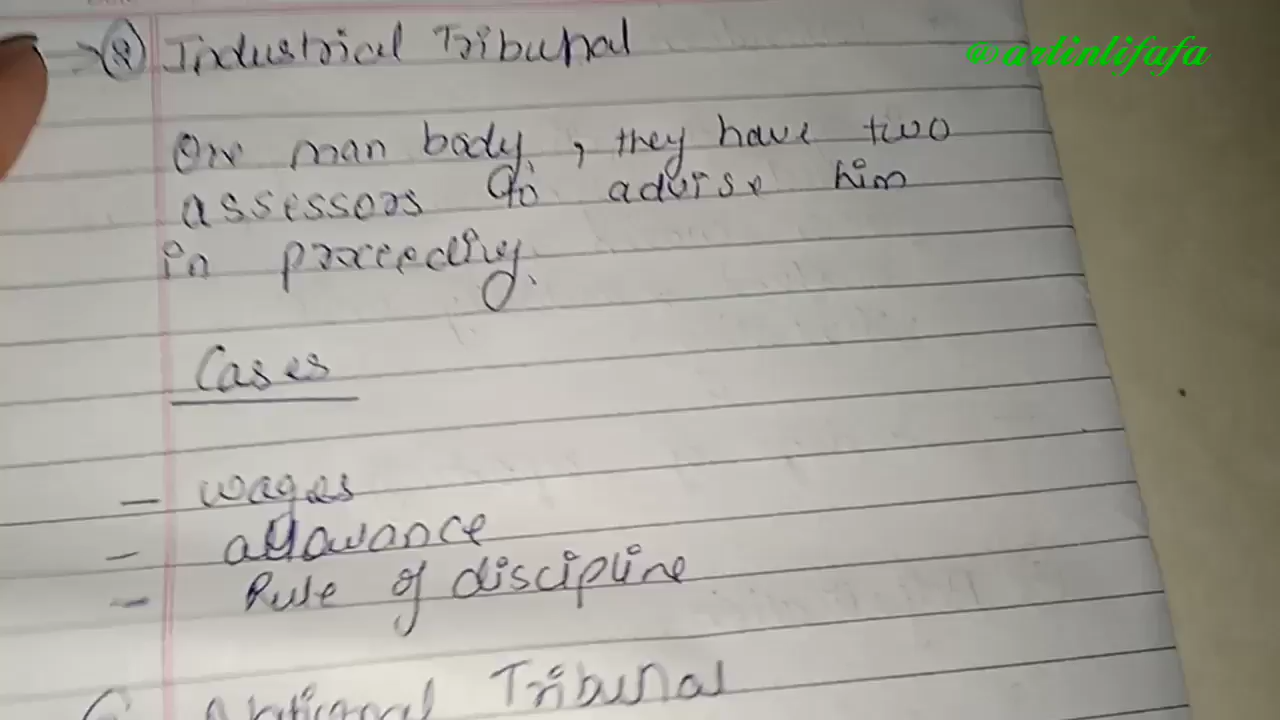 Industrial Tribunal
@artinlifafa
One man body, they have two
assessors to advise him
in proceeding.
Cases
- wages
- allowance
- Rule of discipline
National Tribunal